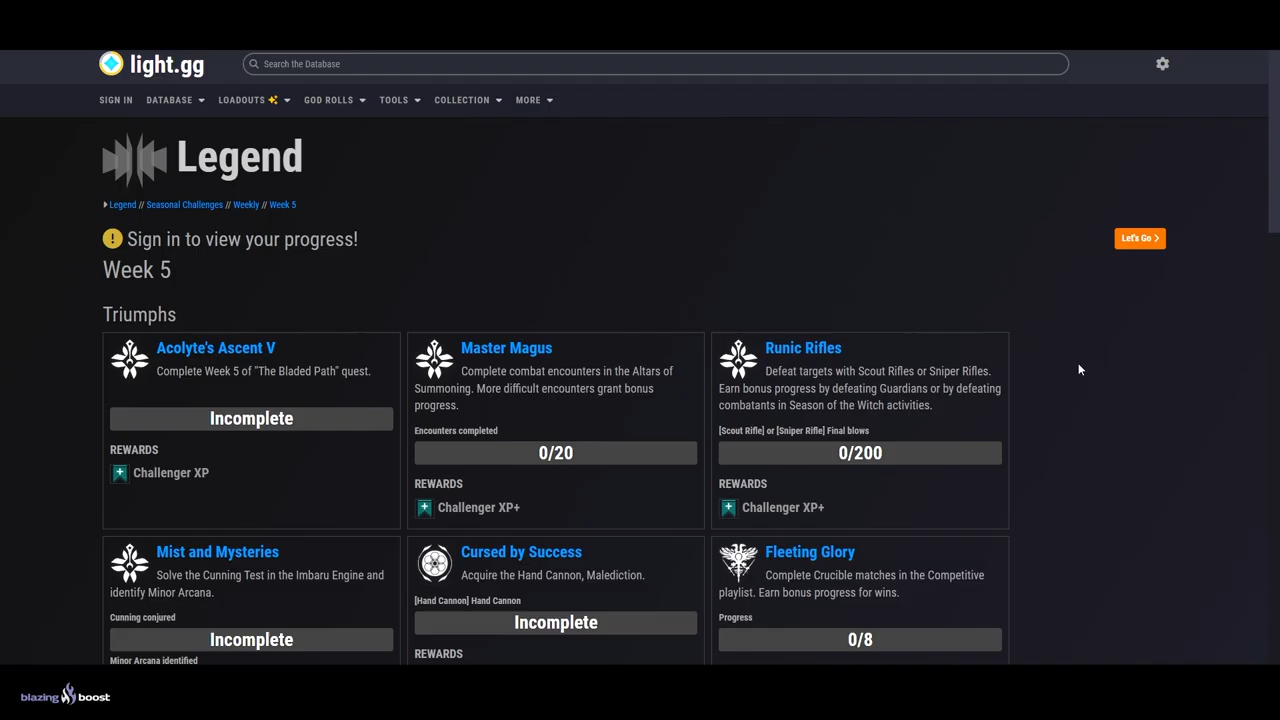 light.gg
Search the Database
SIGN IN DATABASE LOADOUTS GOD ROLLS TOOLS COLLECTION MORE
Legend
Legend // Seasonal Challenges // Weekly // Week 5
! Sign in to view your progress!
Let's Go
Week 5
Triumphs
Acolyte's Ascent V
Complete Week 5 of "The Bladed Path" quest.
Incomplete
REWARDS
Challenger XP
Master Magus
Complete combat encounters in the Altars of
Summoning. More difficult encounters grant bonus
progress.
Encounters completed
0/20
REWARDS
Challenger XP+
Runic Rifles
Defeat targets with Scout Rifles or Sniper Rifles.
Earn bonus progress by defeating Guardians or by defeating
combatants in Season of the Witch activities.
[Scout Rifle] or [Sniper Rifle] Final blows
0/200
REWARDS
Challenger XP+
Mist and Mysteries
Solve the Cunning Test in the Imbaru Engine and
identify Minor Arcana.
Cunning conjured
Incomplete
Minor Arcana identified
Cursed by Success
Acquire the Hand Cannon, Malediction.
[Hand Cannon] Hand Cannon
Incomplete
REWARDS
Fleeting Glory
Complete Crucible matches in the Competitive
playlist. Earn bonus progress for wins.
Progress
0/8
blazing boost